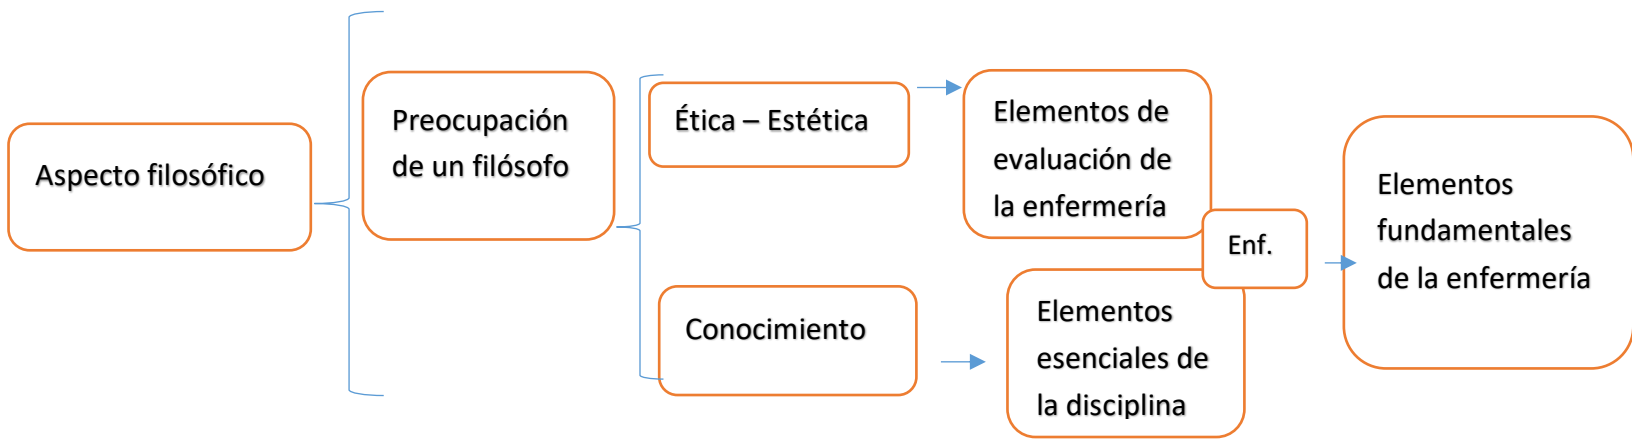 Aspecto filosófico
Preocupación
de un filósofo
Ética – Estética
Conocimiento
Elementos de
evaluación de
la enfermería
Elementos
esenciales de
la disciplina
Enf.
Elementos
fundamentales
de la enfermería